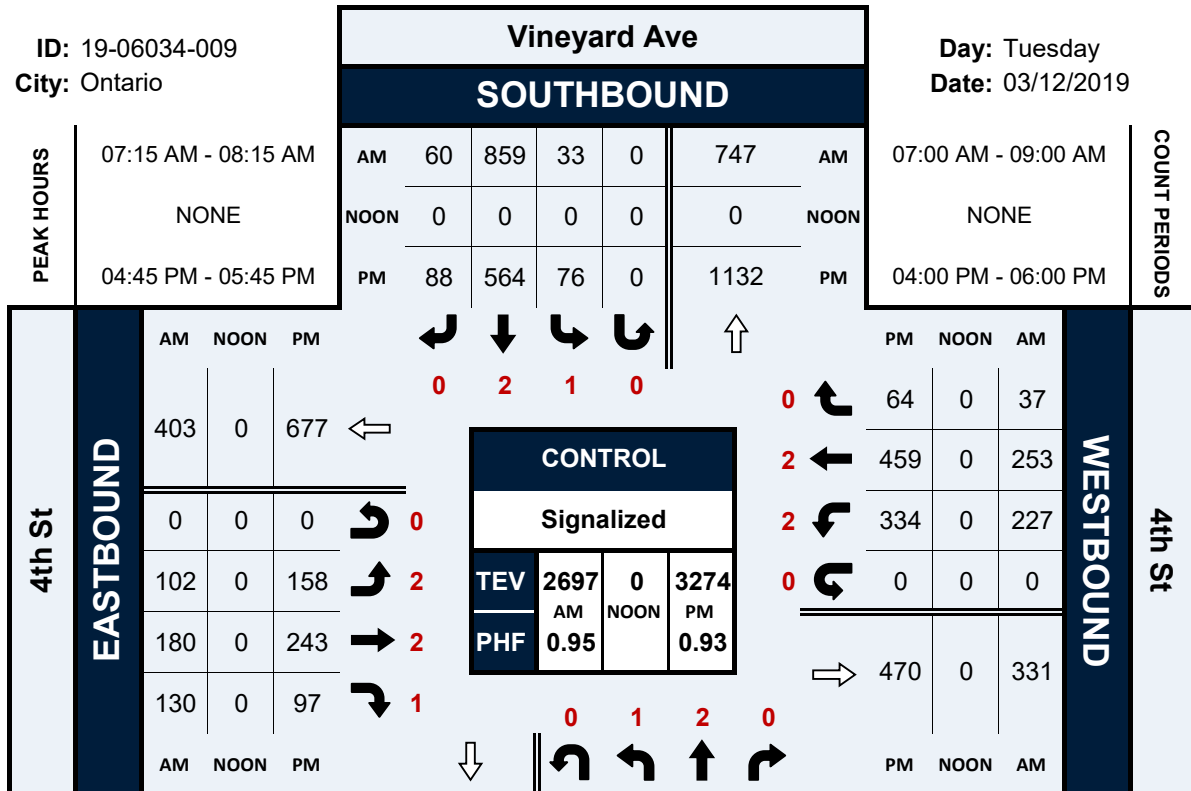 ID: 19-06034-009
City: Ontario
Vineyard Ave
SOUTHBOUND
Day: Tuesday
Date: 03/12/2019
PEAK HOURS
07:15 AM - 08:15 AM
NONE
04:45 PM - 05:45 PM
AM 60 859 33 0 747 AM
NOON 0 0 0 0 0 NOON
PM 88 564 76 0 1132 PM
07:00 AM - 09:00 AM
NONE
04:00 PM - 06:00 PM
COUNT PERIODS
0 2 1 0
4th St
EASTBOUND
AM NOON PM
403 0 677
0 0 0 0
102 0 158 2
180 0 243 2
130 0 97 1
AM NOON PM
CONTROL
Signalized
TEV 2697 0 3274
AM NOON PM
PHF 0.95 0.93
PM NOON AM
0 64 0 37
2 459 0 253
2 334 0 227
0 0 0 0
470 0 331
PM NOON AM
WESTBOUND
4th St
0 1 2 0